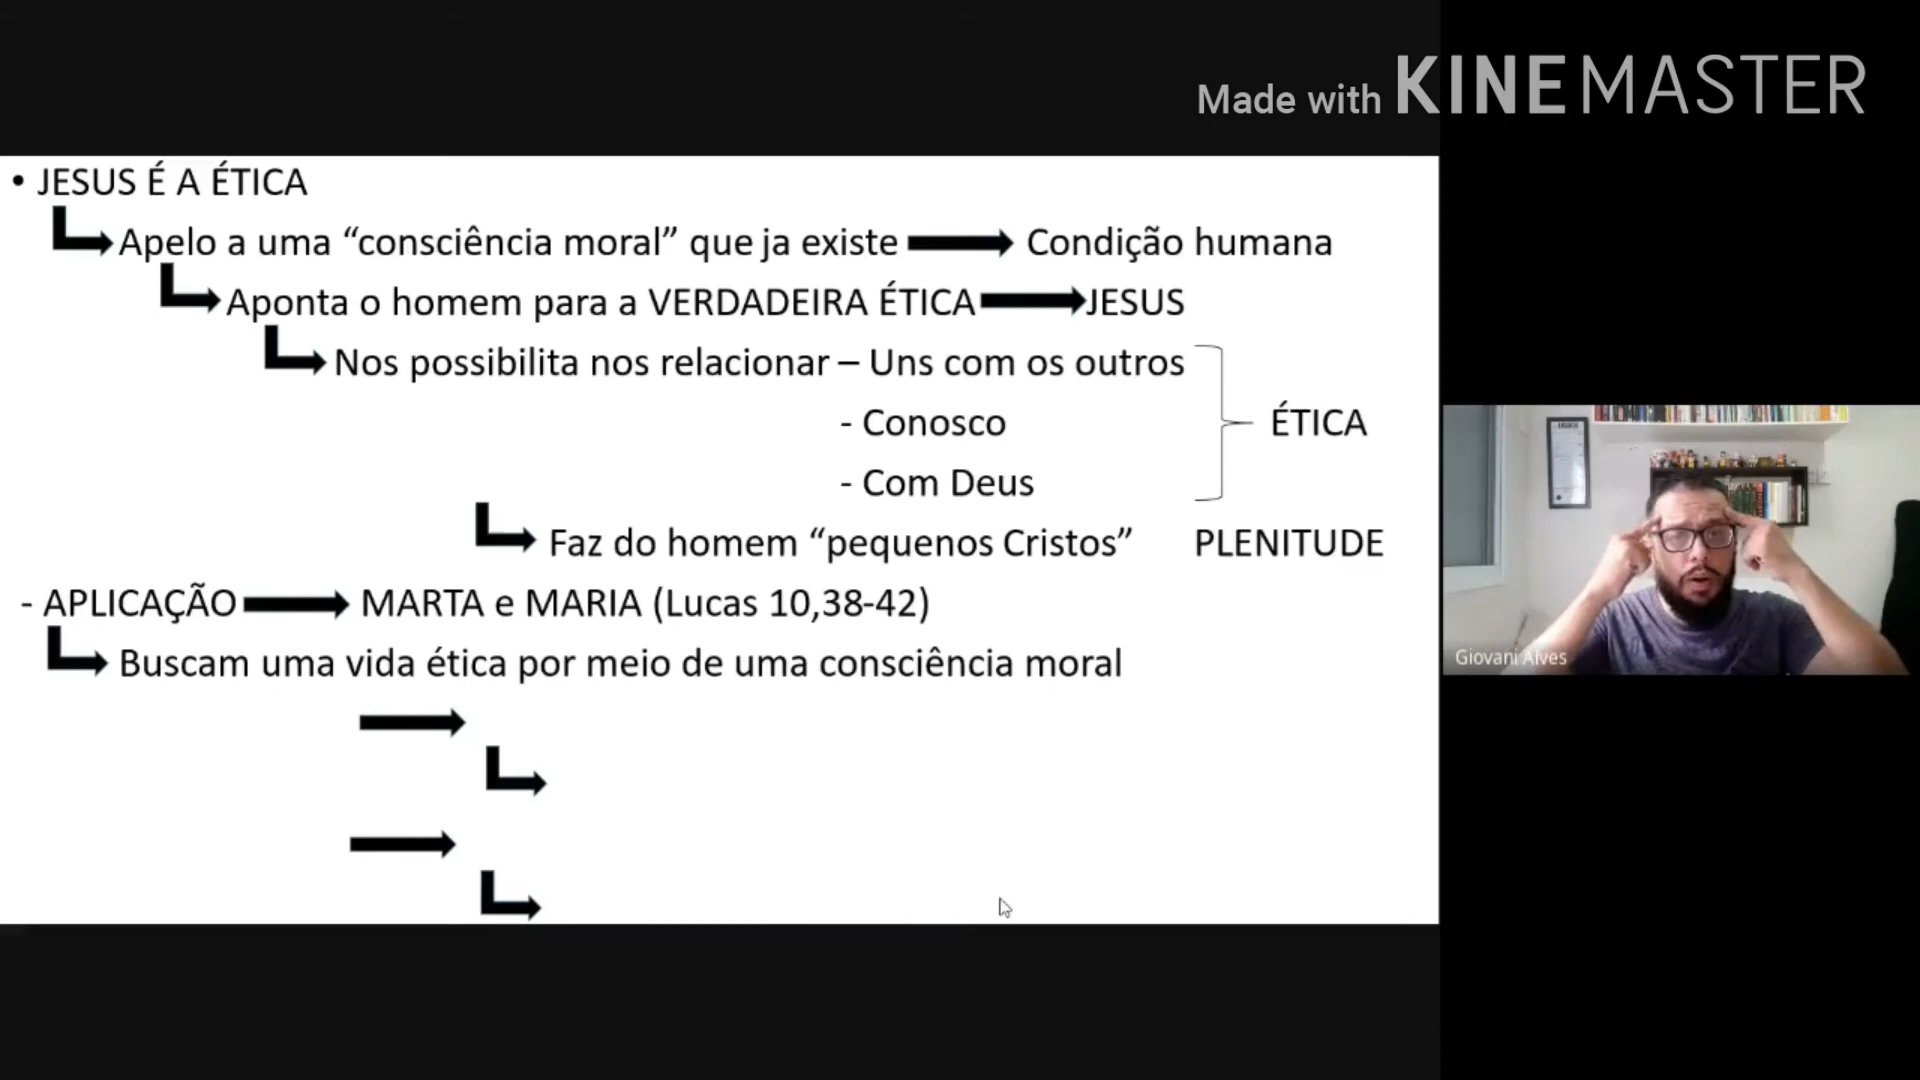 Made with KINEMASTER
• JESUS É A ÉTICA
Apelo a uma “consciência moral” que ja existe Condição humana
Aponta o homem para a VERDADEIRA ÉTICA JESUS
Nos possibilita nos relacionar – Uns com os outros
- Conosco ÉTICA
- Com Deus
Faz do homem “pequenos Cristos” PLENITUDE
- APLICAÇÃO MARTA e MARIA (Lucas 10,38-42)
Buscam uma vida ética por meio de uma consciência moral
Giovani Alves